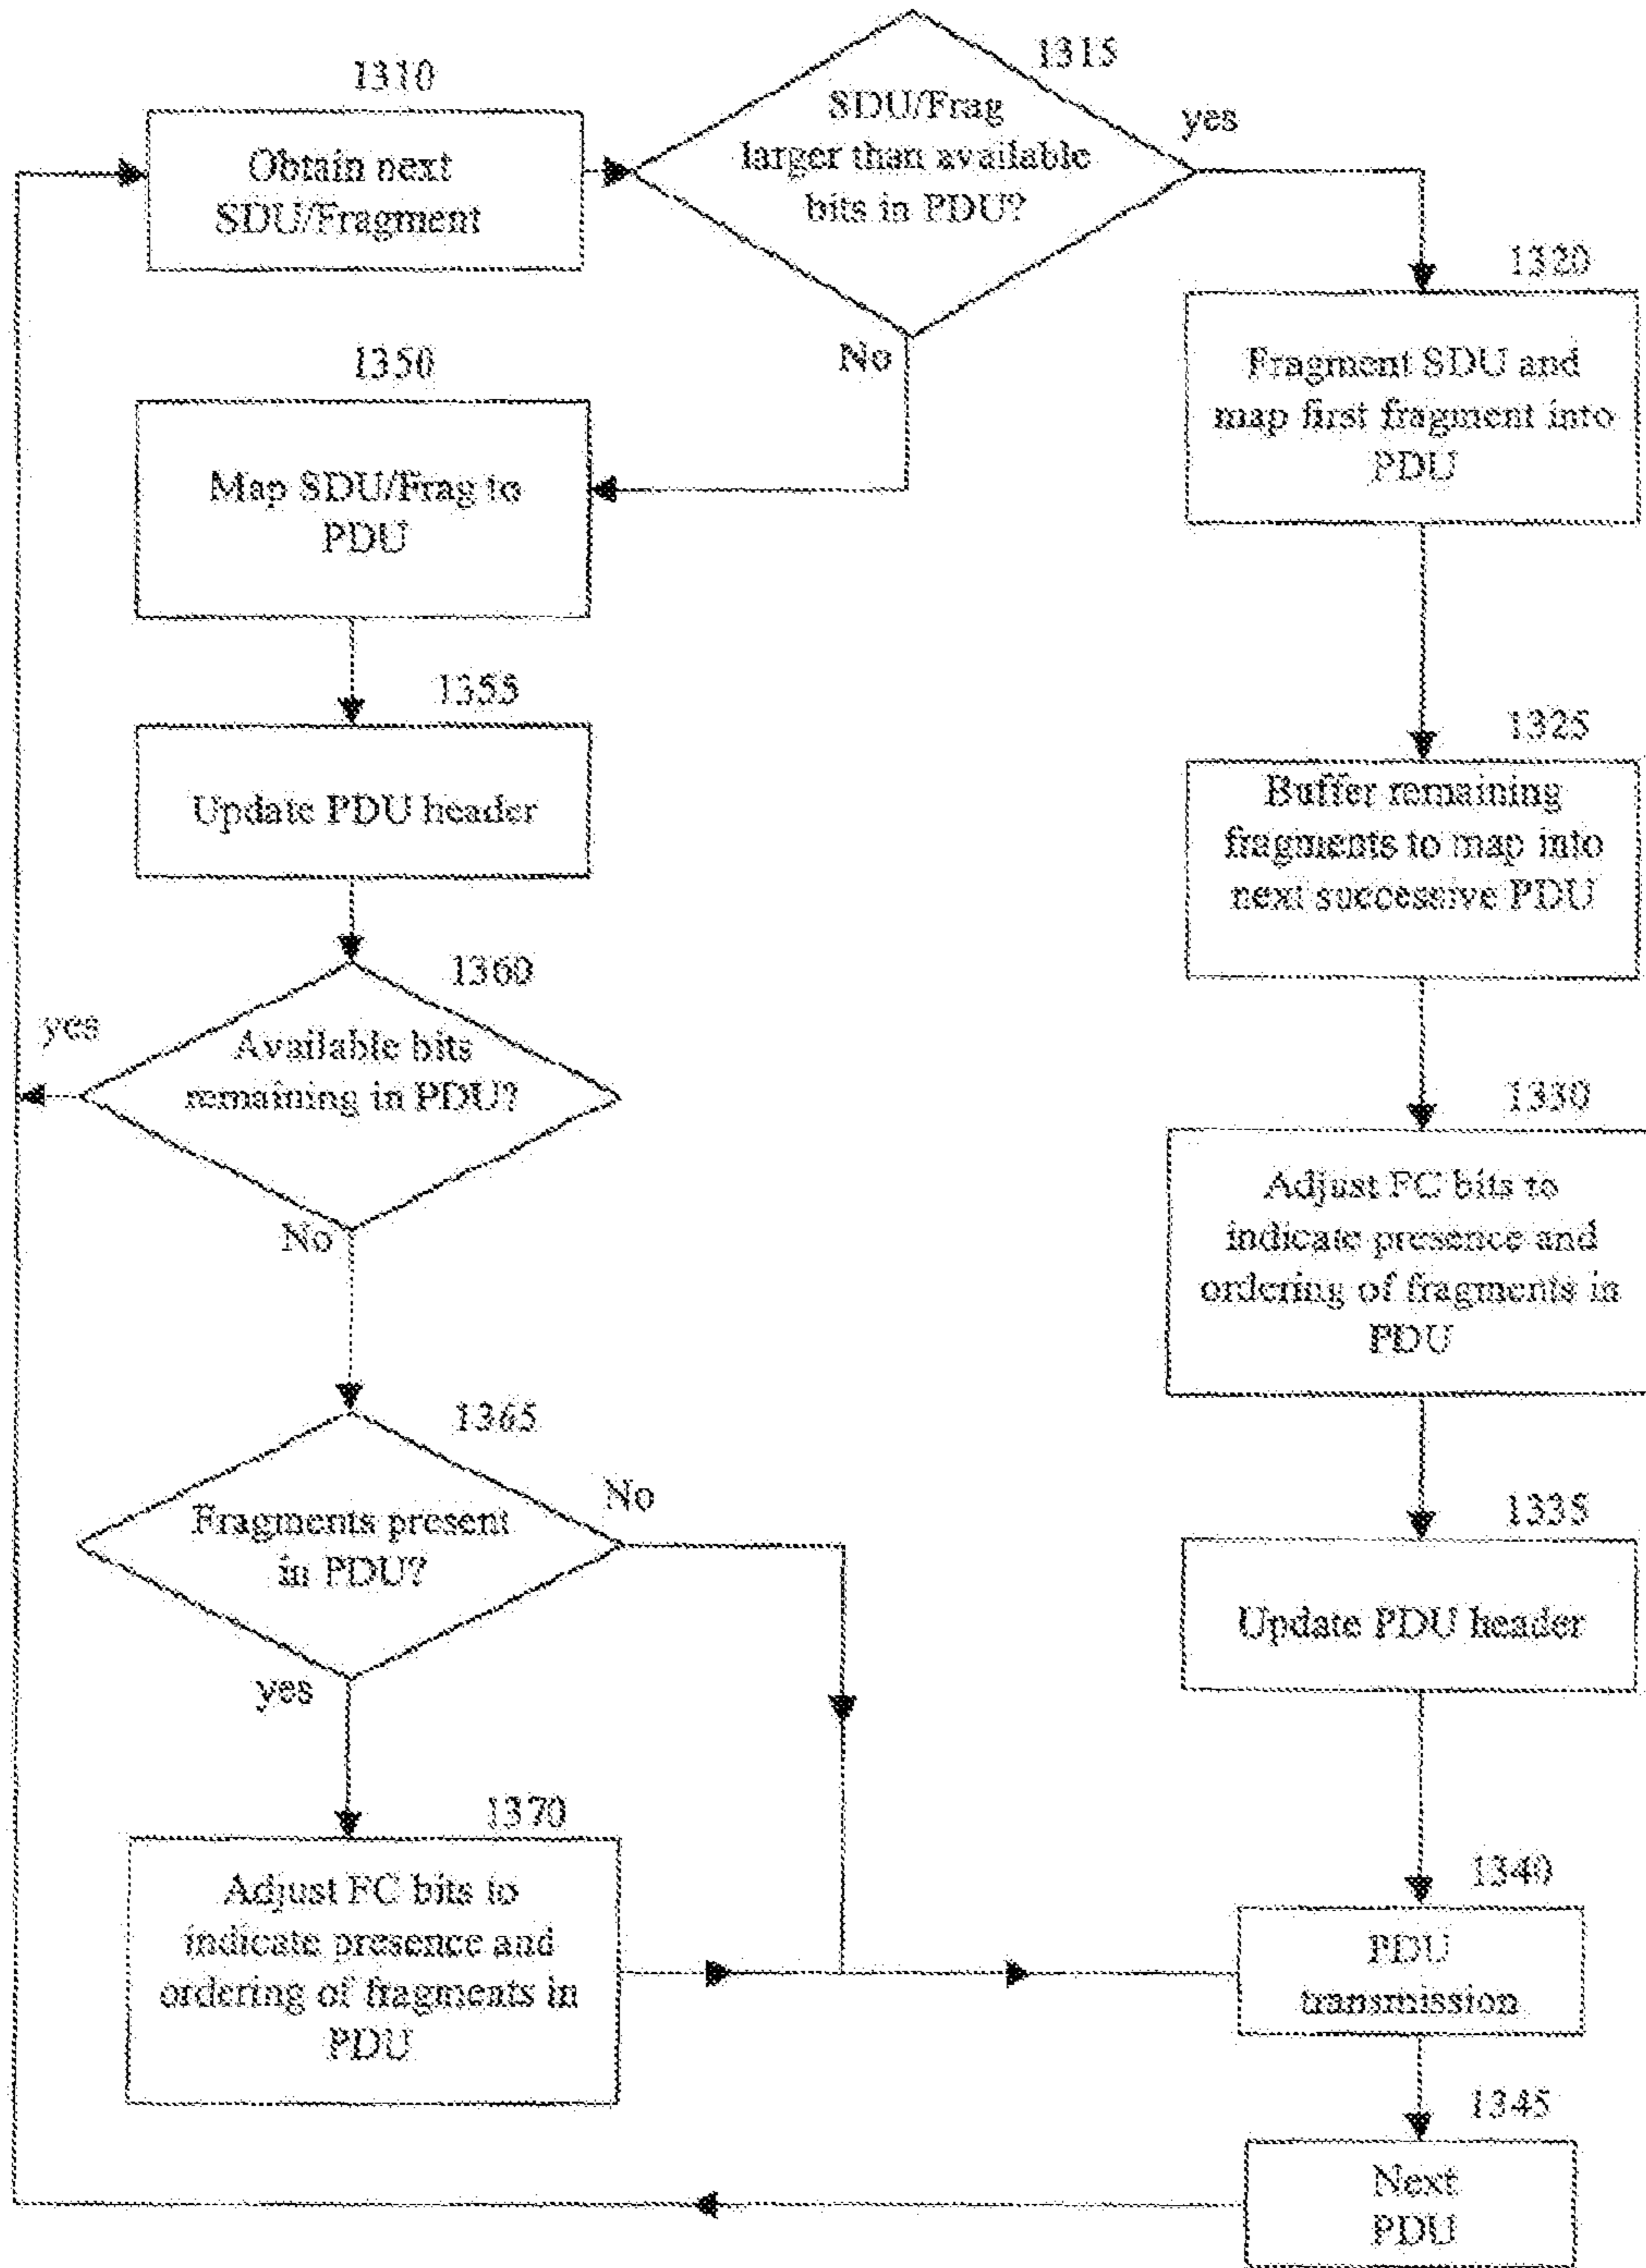 1310
Obtain next
SDU/Fragment
1315
SDU/Frag
larger than available
bits in PDU?
yes
No
1320
Fragment SDU and
map first fragment into
PDU
1325
Buffer remaining
fragments to map into
next successive PDU
1330
Adjust FC bits to
indicate presence and
ordering of fragments in
PDU
1335
Update PDU header
1340
PDU
transmission
1345
Next
PDU
1350
Map SDU/Frag to
PDU
1355
Update PDU header
1360
Available bits
remaining in PDU?
yes
No
1365
Fragments present
in PDU?
No
yes
1370
Adjust FC bits to
indicate presence and
ordering of fragments in
PDU